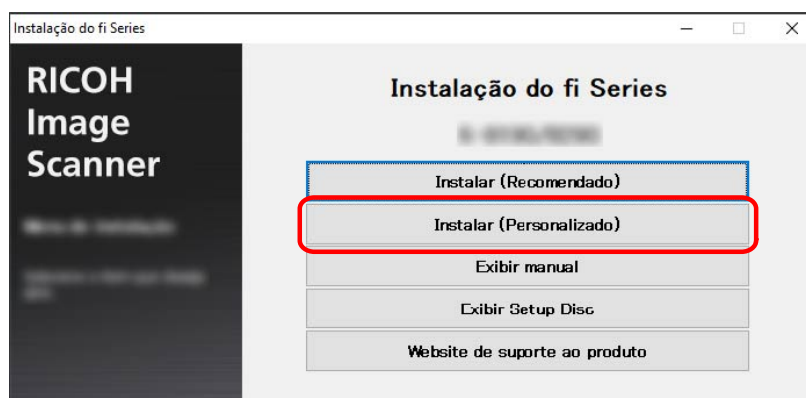 Instalação do fi Series
RICOH
Image
Scanner
Instalação do fi Series
Instalar (Recomendado)
Instalar (Personalizado)
Exibir manual
Exibir Setup Disc
Website de suporte ao produto